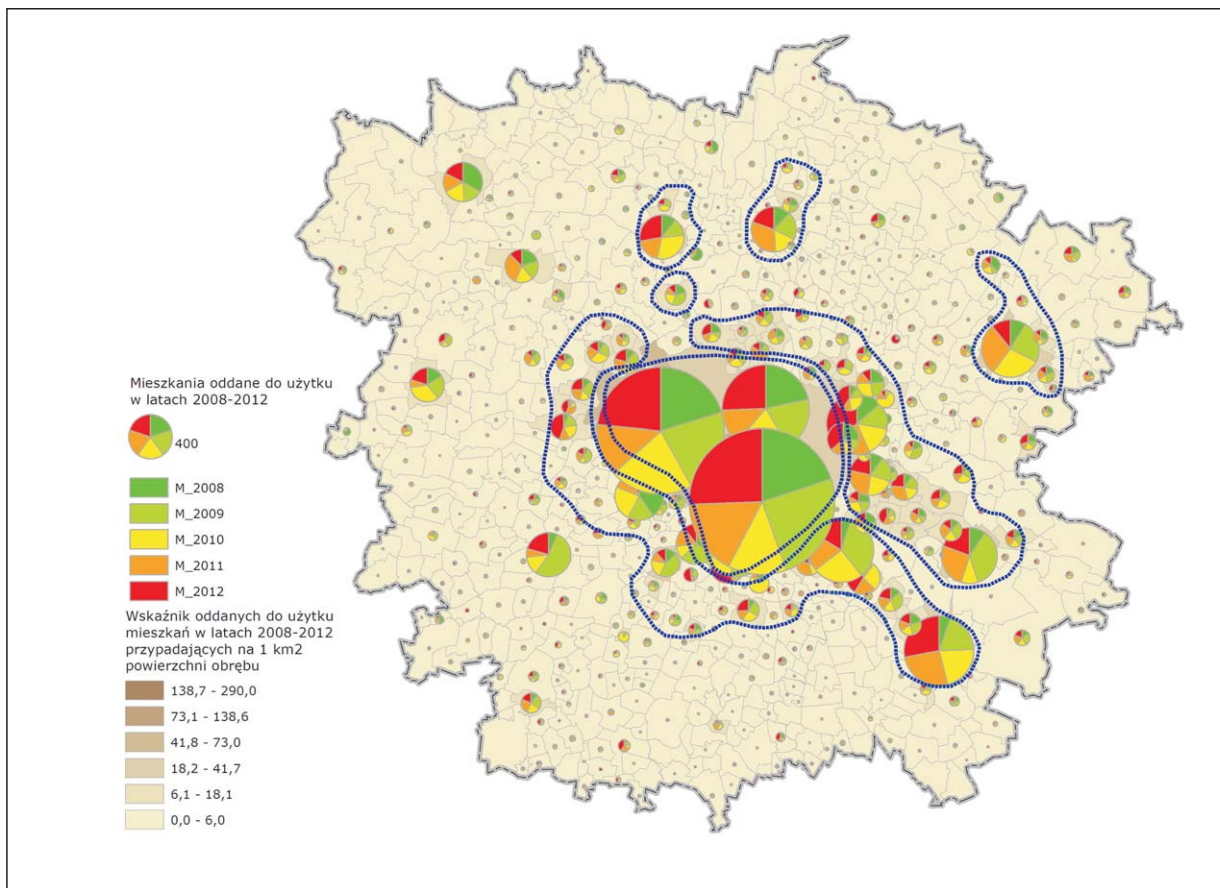 Mieszkania oddane do użytku
w latach 2008-2012
400
M_2008
M_2009
M_2010
M_2011
M_2012
Wskaźnik oddanych do użytku
mieszkań w latach 2008-2012
przypadających na 1 km2
powierzchni obrębu
138,7 - 290,0
73,1 - 138,6
41,8 - 73,0
18,2 - 41,7
6,1 - 18,1
0,0 - 6,0